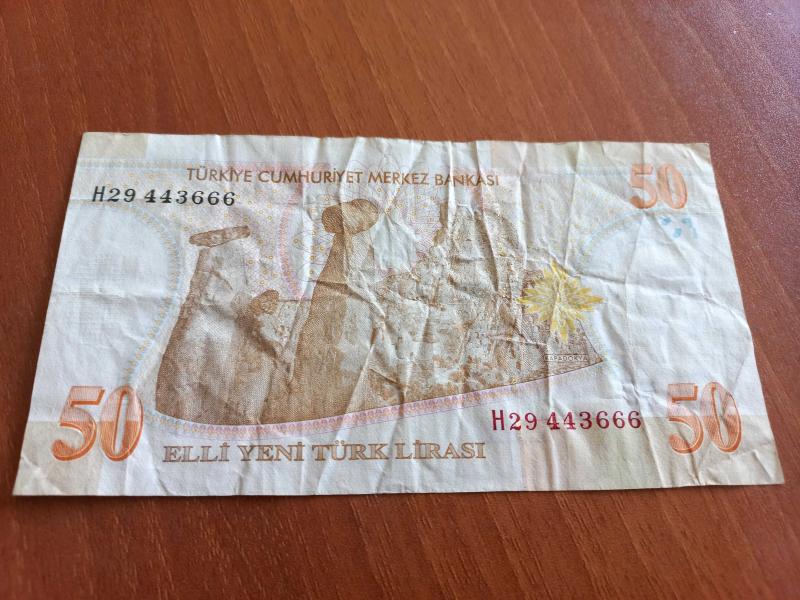 TÜRKİYE CUMHURİYET MERKEZ BANKASI
50
H29 443666
KAPADOKYA
50
H29 443666
50
ELLİ YENİ TÜRK LİRASI